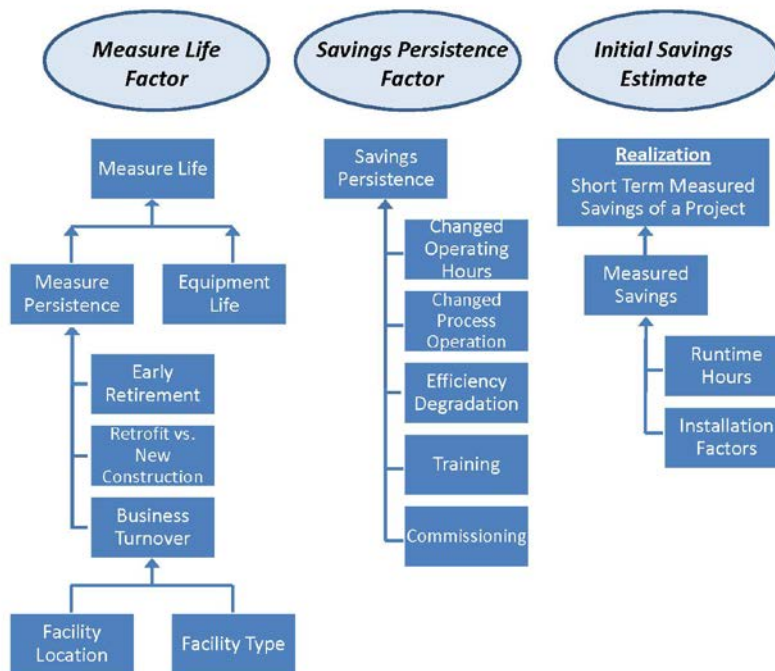 Measure Life
Factor
Savings Persistence
Factor
Initial Savings
Estimate
Measure Life
Measure
Persistence
Equipment
Life
Early
Retirement
Retrofit vs.
New
Construction
Business
Turnover
Facility
Location
Facility Type
Savings
Persistence
Changed
Operating
Hours
Changed
Process
Operation
Efficiency
Degradation
Training
Commissioning
Realization
Short Term Measured
Savings of a Project
Measured
Savings
Runtime
Hours
Installation
Factors